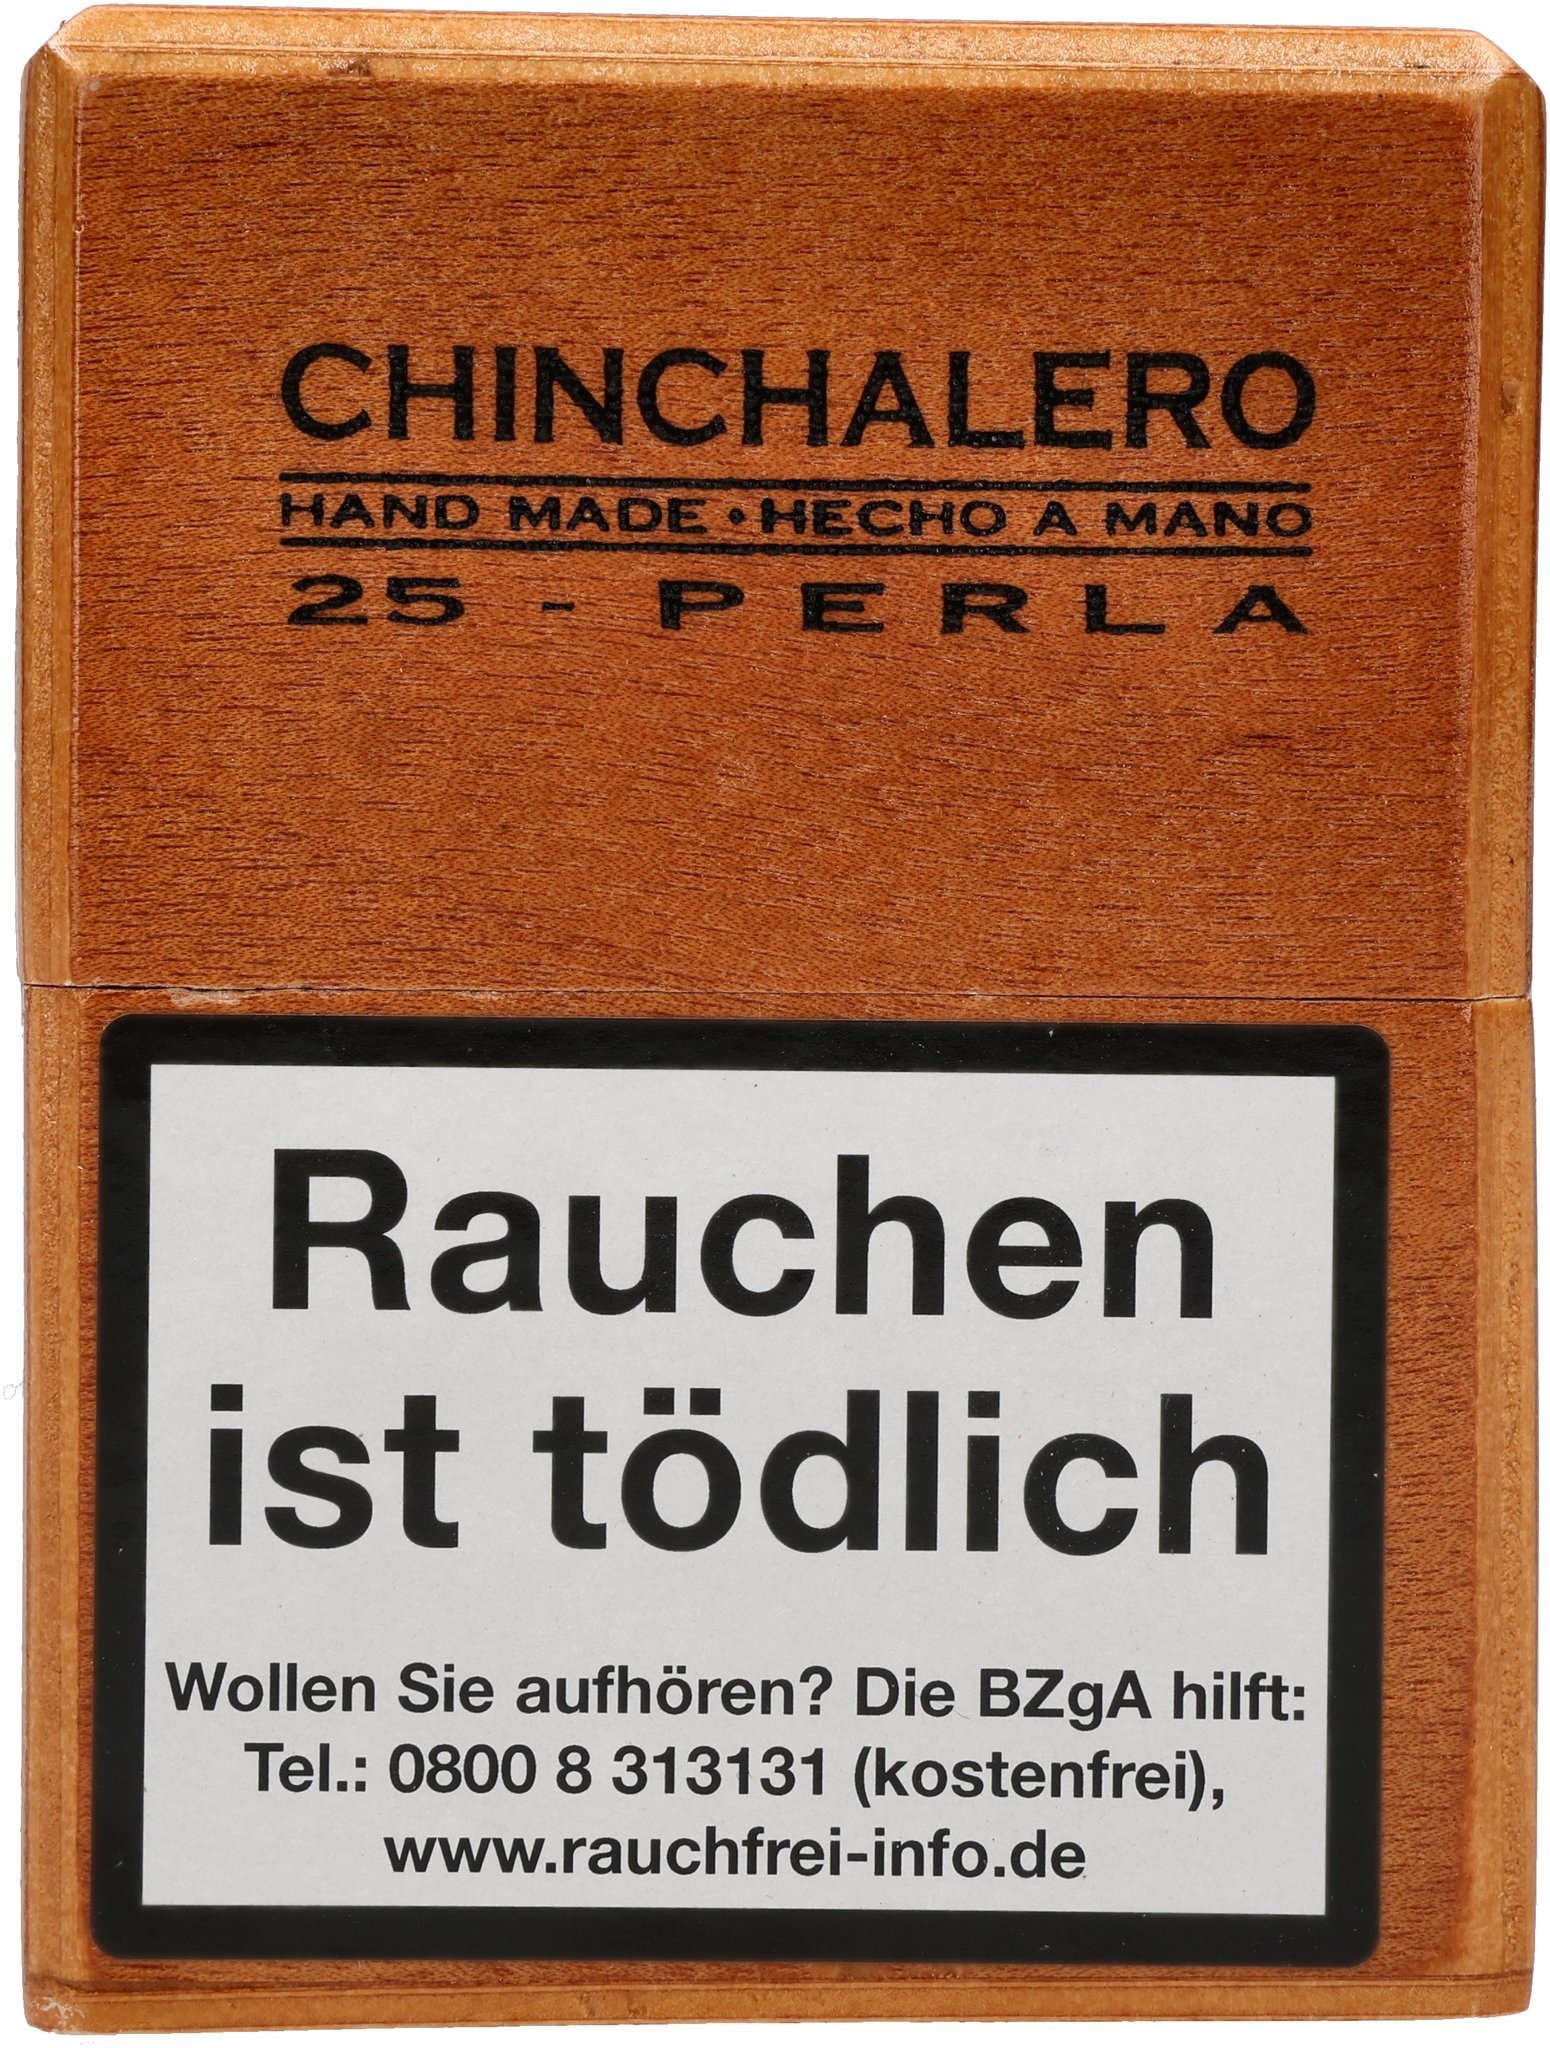 CHINCHALERO
HAND MADE • HECHO A MANO
25 - PERLA
Rauchen
ist tödlich
Wollen Sie aufhören? Die BZgA hilft:
Tel.: 0800 8 313131 (kostenfrei),
www.rauchfrei-info.de